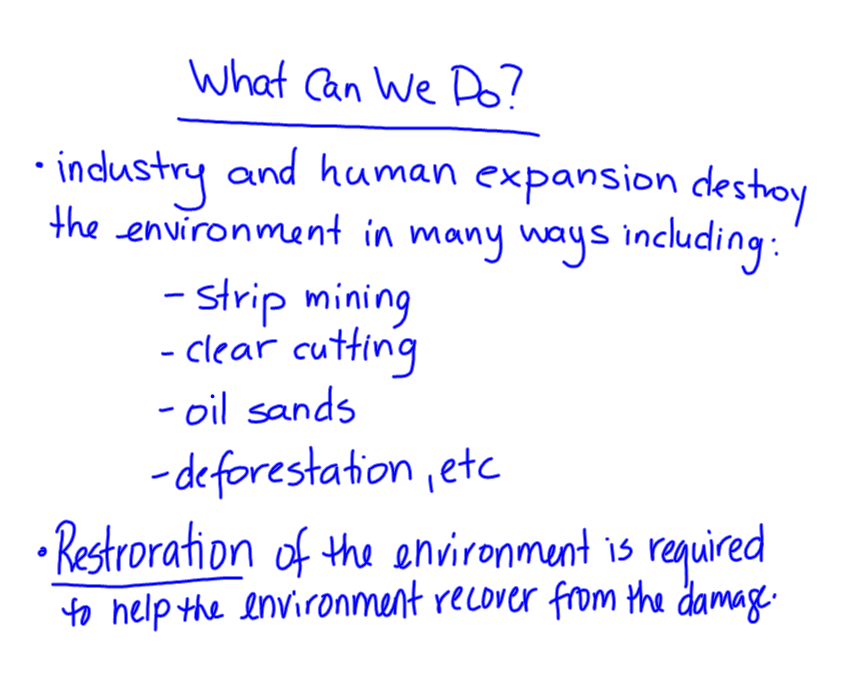 What Can We Do?
• industry and human expansion destroy
the environment in many ways including:
- strip mining
- clear cutting
- oil sands
- deforestation, etc
• Restroration of the environment is required
to help the environment recover from the damage.